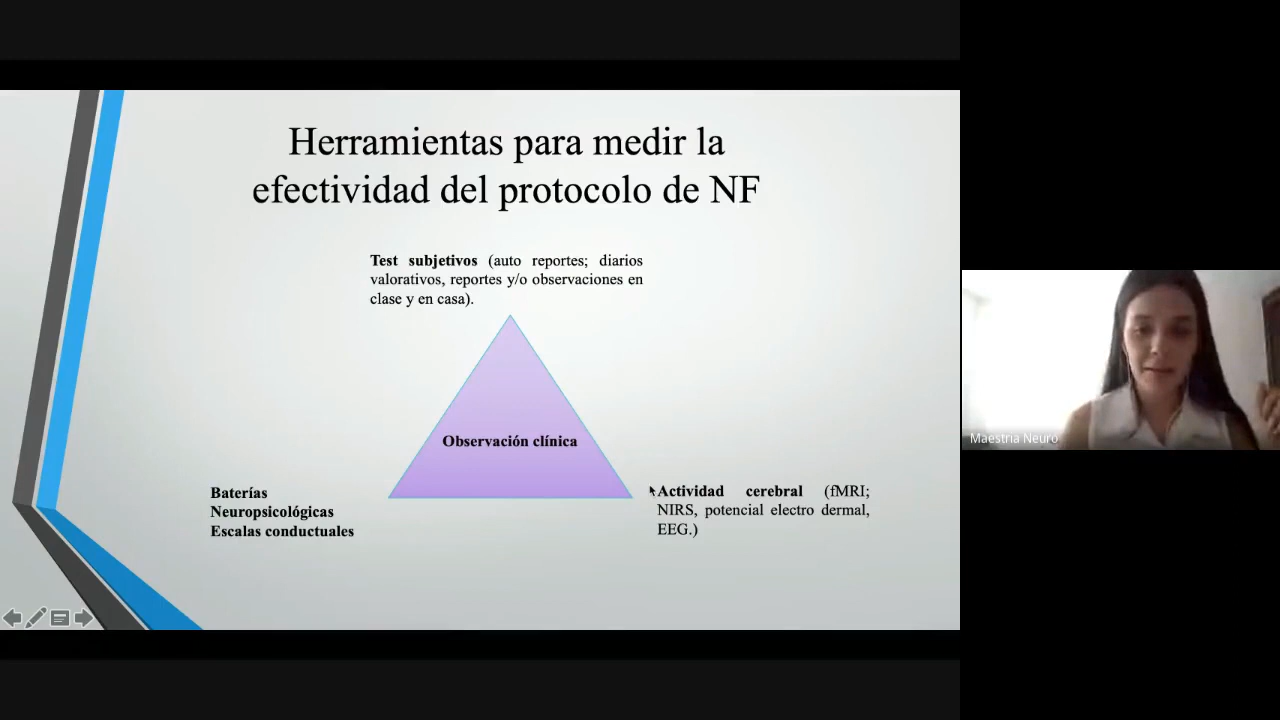 Herramientas para medir la
efectividad del protocolo de NF
Test subjetivos (auto reportes; diarios
valorativos, reportes y/o observaciones en
clase y en casa).
Observación clínica
Baterías
Neuropsicológicas
Escalas conductuales
Actividad cerebral (fMRI;
NIRS, potencial electro dermal,
EEG.)
Maestria Neuro